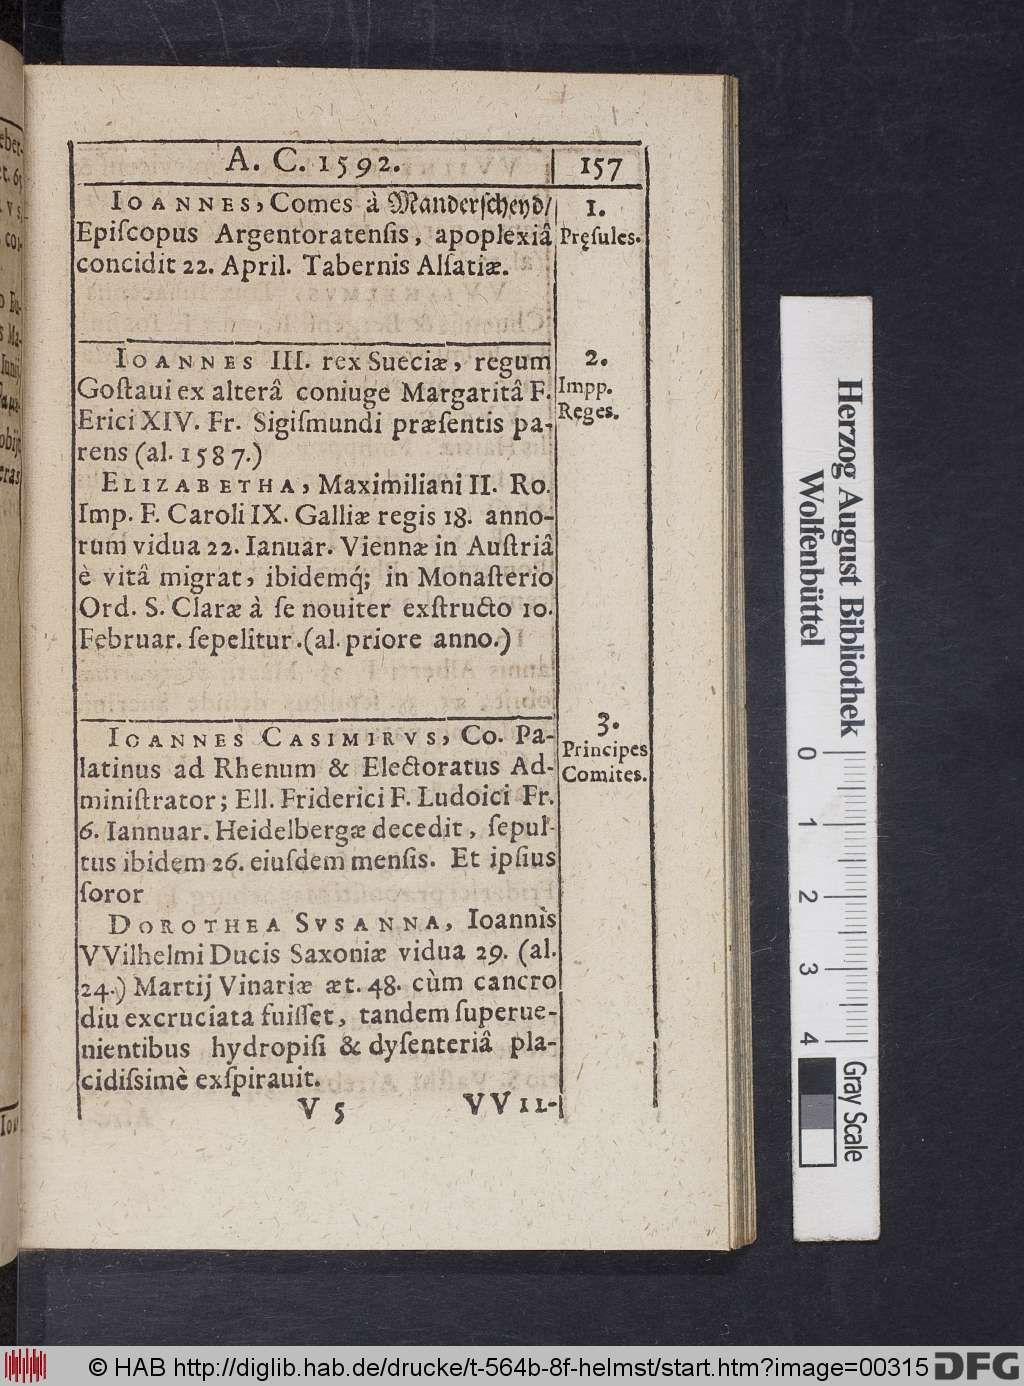 A. C. 1592. 157
IOANNES, Comes à Manderscheyd/
Epiſcopus Argentoratenſis, apoplexiâ
concidit 22. April. Tabernis Alſatiæ.
1.
Pręſules.
IOANNES III. rex Sueciæ, regum
Goſtaui ex alterâ coniuge Margaritâ F.
Erici XIV. Fr. Sigiſmundi præſentis pa-
rens (al. 1587.)
ELIZABETHA, Maximiliani II. Ro.
Imp. F. Caroli IX. Galliæ regis 18. anno-
rum vidua 22. Ianuar. Viennæ in Auſtriâ
è vitâ migrat, ibidemq́; in Monaſterio
Ord. S. Claræ à ſe nouiter exſtructo 10.
Februar. ſepelitur. (al. priore anno.)
2.
Impp.
Reges.
IOANNES CASIMIRVS, Co. Pa-
latinus ad Rhenum & Electoratus Ad-
miniſtrator; Ell. Friderici F. Ludoici Fr.
6. Iannuar. Heidelbergæ decedit, ſepul-
tus ibidem 26. eiuſdem menſis. Et ipſius
ſoror
DOROTHEA SVSANNA, Ioannis
VVilhelmi Ducis Saxoniæ vidua 29. (al.
24.) Martij Vinariæ æt. 48. cùm cancro
diu excruciata fuiſſet, tandem ſuperue-
nientibus hydropiſi & dyſenteriâ pla-
cidiſſimè exſpirauit.
3.
Principes
Comites.
V 5 VVIL-
Herzog August Bibliothek
Wolfenbüttel
0 1 2 3 4
Gray Scale
© HAB http://diglib.hab.de/drucke/t-564b-8f-helmst/start.htm?image=00315
DFG